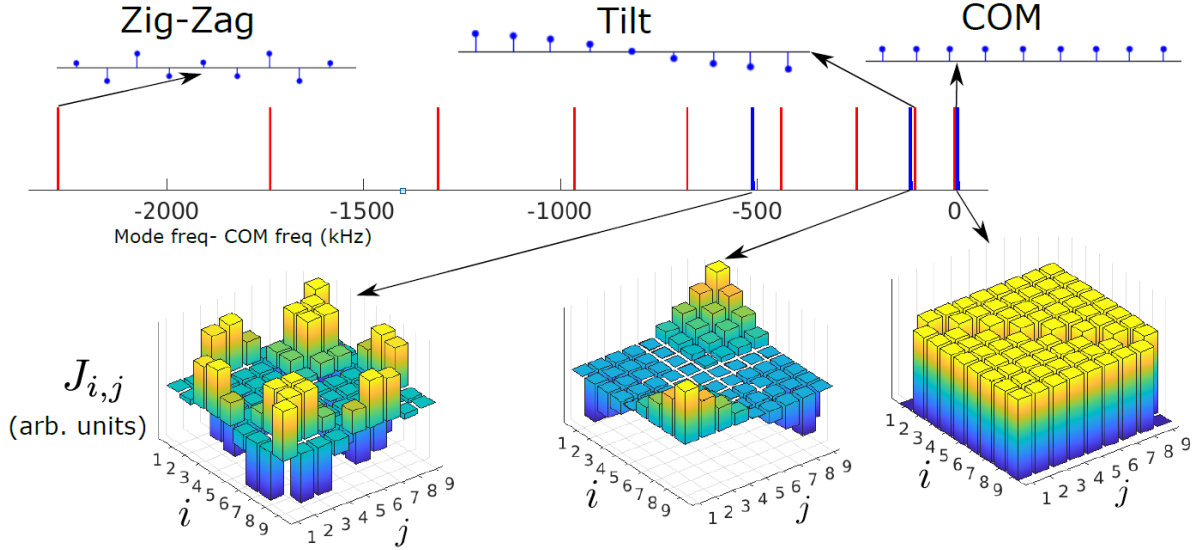 Zig-Zag
Tilt
COM
-2000 -1500 -1000 -500 0
Mode freq- COM freq (kHz)
J_{i,j}
(arb. units)
1 2 3 4 5 6 7 8 9
i
1 2 3 4 5 6 7 8 9
j
1 2 3 4 5 6 7 8 9
i
1 2 3 4 5 6 7 8 9
j
1 2 3 4 5 6 7 8 9
i
1 2 3 4 5 6 7 8 9
j